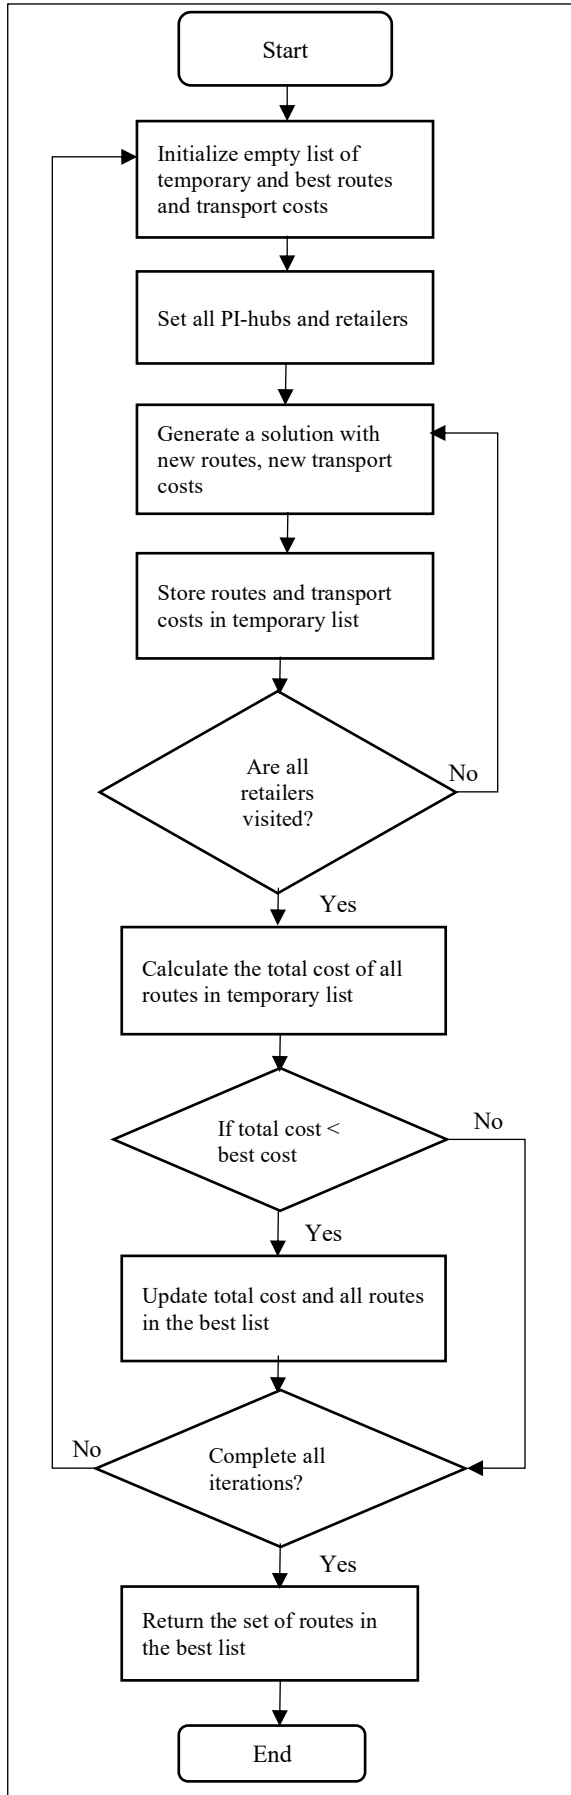 Start
Initialize empty list of
temporary and best routes
and transport costs
Set all PI-hubs and retailers
Generate a solution with
new routes, new transport
costs
Store routes and transport
costs in temporary list
Are all
retailers
visited?
No
Yes
Calculate the total cost of all
routes in temporary list
If total cost <
best cost
No
Yes
Update total cost and all routes
in the best list
Complete all
iterations?
No
Yes
Return the set of routes in
the best list
End